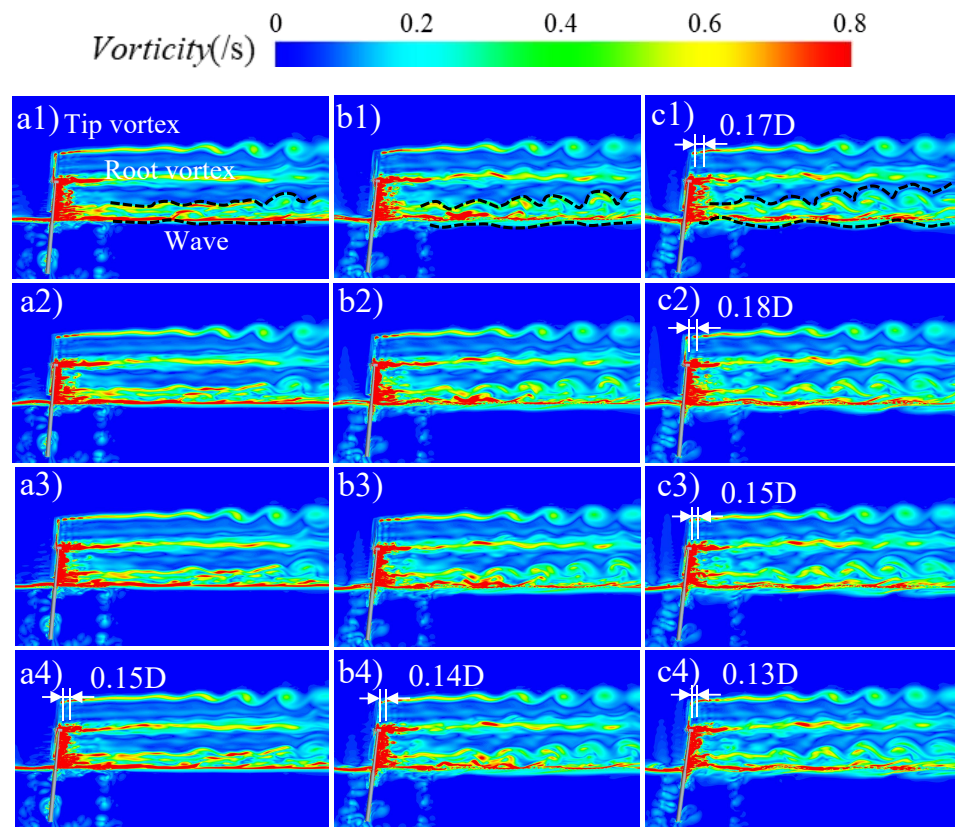 0 0.2 0.4 0.6 0.8
Vorticity(/s)
a1) Tip vortex
Root vortex
Wave
b1)
c1) 0.17D
a2)
b2)
c2) 0.18D
a3)
b3)
c3) 0.15D
a4) 0.15D
b4) 0.14D
c4) 0.13D